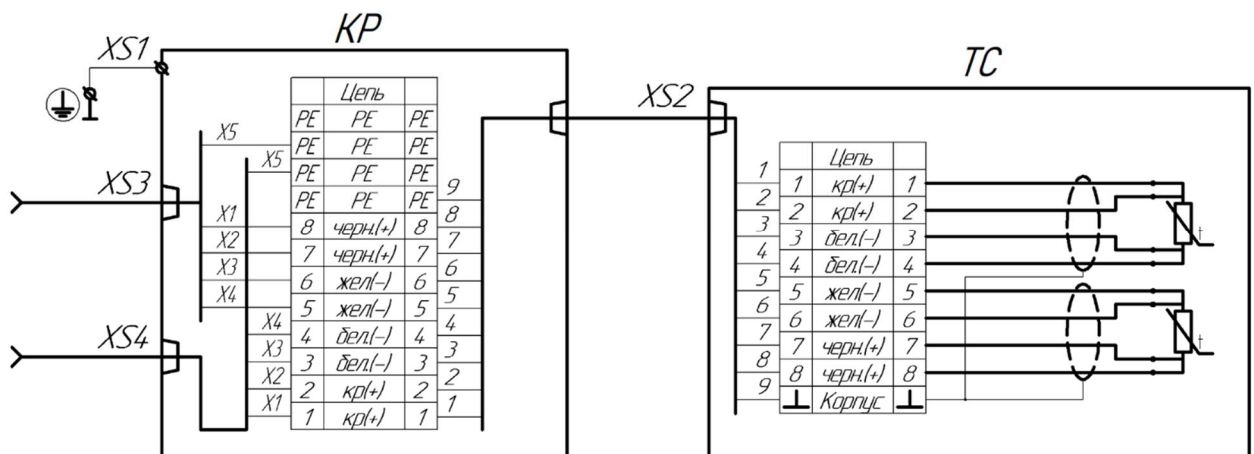 КР
XS1
ТС
XS2
Цепь
PE PE PE
X5
PE PE PE
X5
PE PE PE
XS3
PE PE PE
9
X1
8 черн.(+) 8
8
X2
7 черн.(+) 7
7
X3
6 жел(–) 6
6
X4
5 жел(–) 5
5
XS4
X4
4 бел.(–) 4
4
X3
3 бел.(–) 3
3
X2
2 кр(+) 2
2
X1
1 кр(+) 1
1
Цепь
1
1 кр(+) 1
2
2 кр(+) 2
3
3 бел.(–) 3
t
4
4 бел.(–) 4
5
5 жел(–) 5
6
6 жел(–) 6
7
7 черн.(+) 7
t
8
8 черн.(+) 8
9
Корпус